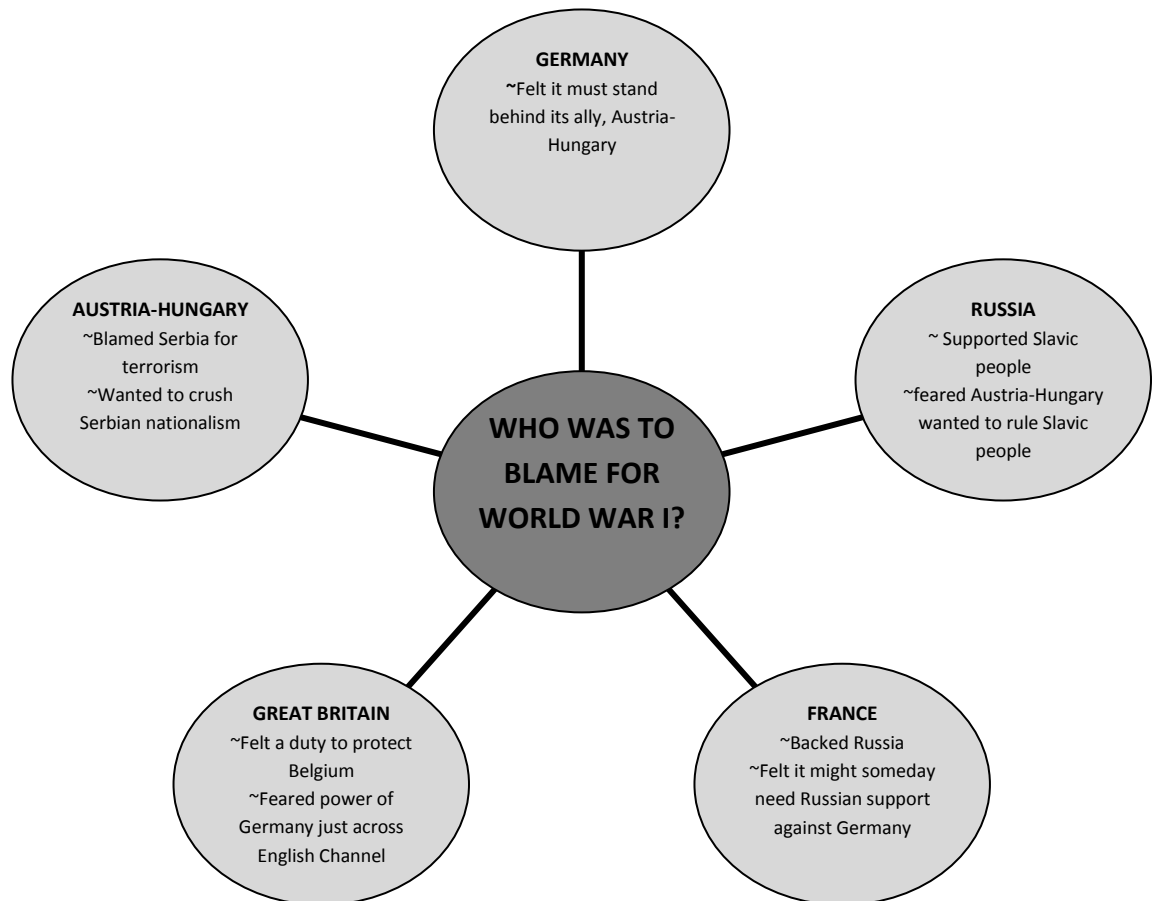 GERMANY
~Felt it must stand
behind its ally, Austria-
Hungary
AUSTRIA-HUNGARY
~Blamed Serbia for
terrorism
~Wanted to crush
Serbian nationalism
RUSSIA
~ Supported Slavic
people
~feared Austria-Hungary
wanted to rule Slavic
people
WHO WAS TO
BLAME FOR
WORLD WAR I?
GREAT BRITAIN
~Felt a duty to protect
Belgium
~Feared power of
Germany just across
English Channel
FRANCE
~Backed Russia
~Felt it might someday
need Russian support
against Germany